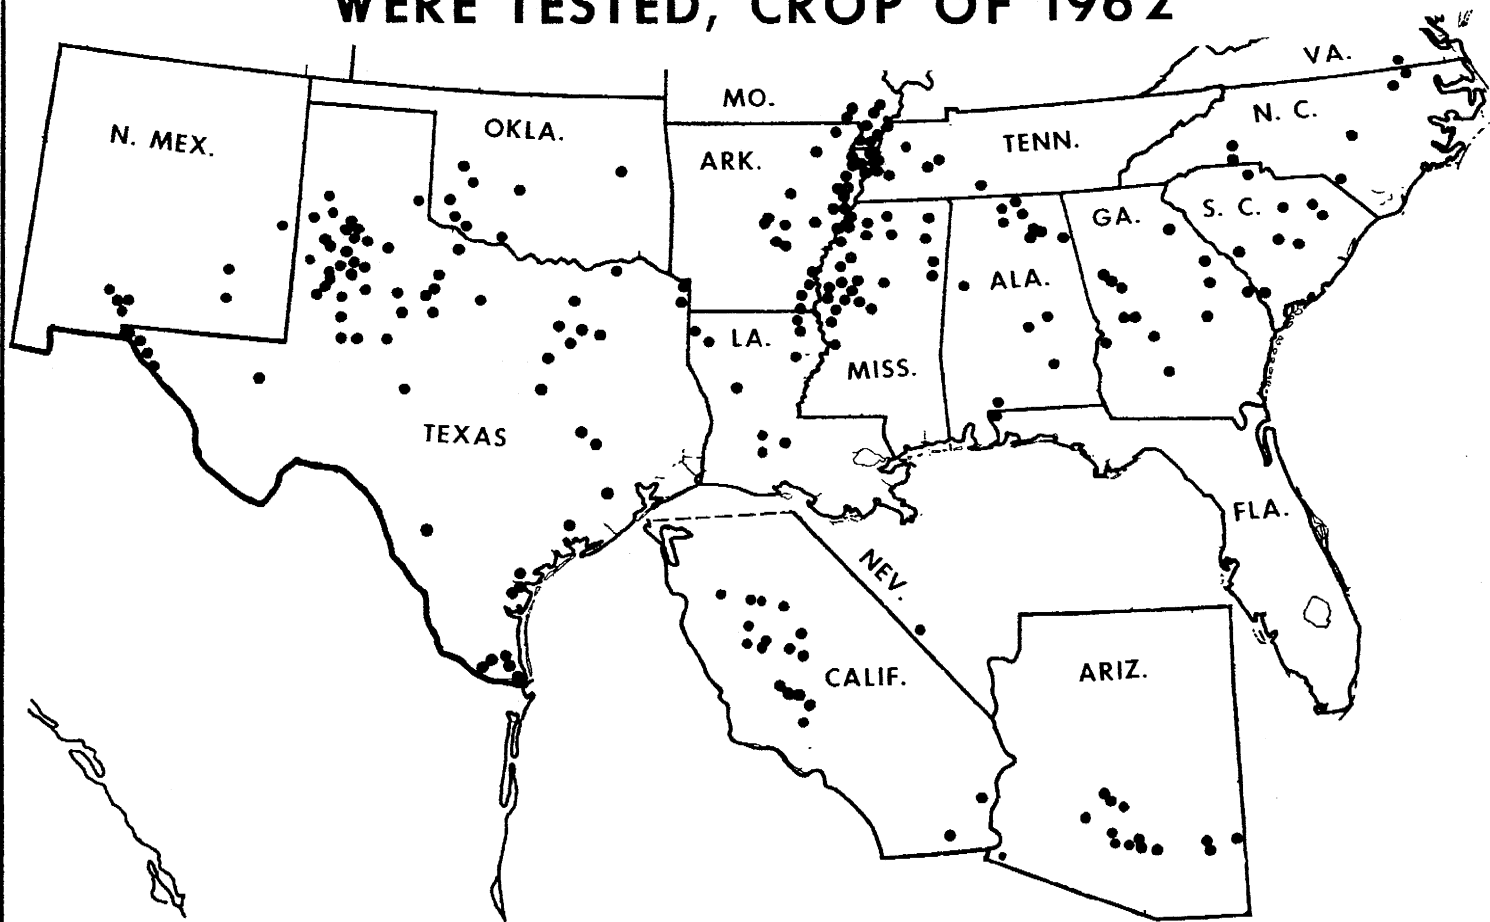 WERE TESTED, CROP OF 1962
VA.
MO.
N. C.
OKLA.
N. MEX.
TENN.
ARK.
S. C.
GA.
ALA.
LA.
MISS.
TEXAS
FLA.
NEV.
CALIF.
ARIZ.